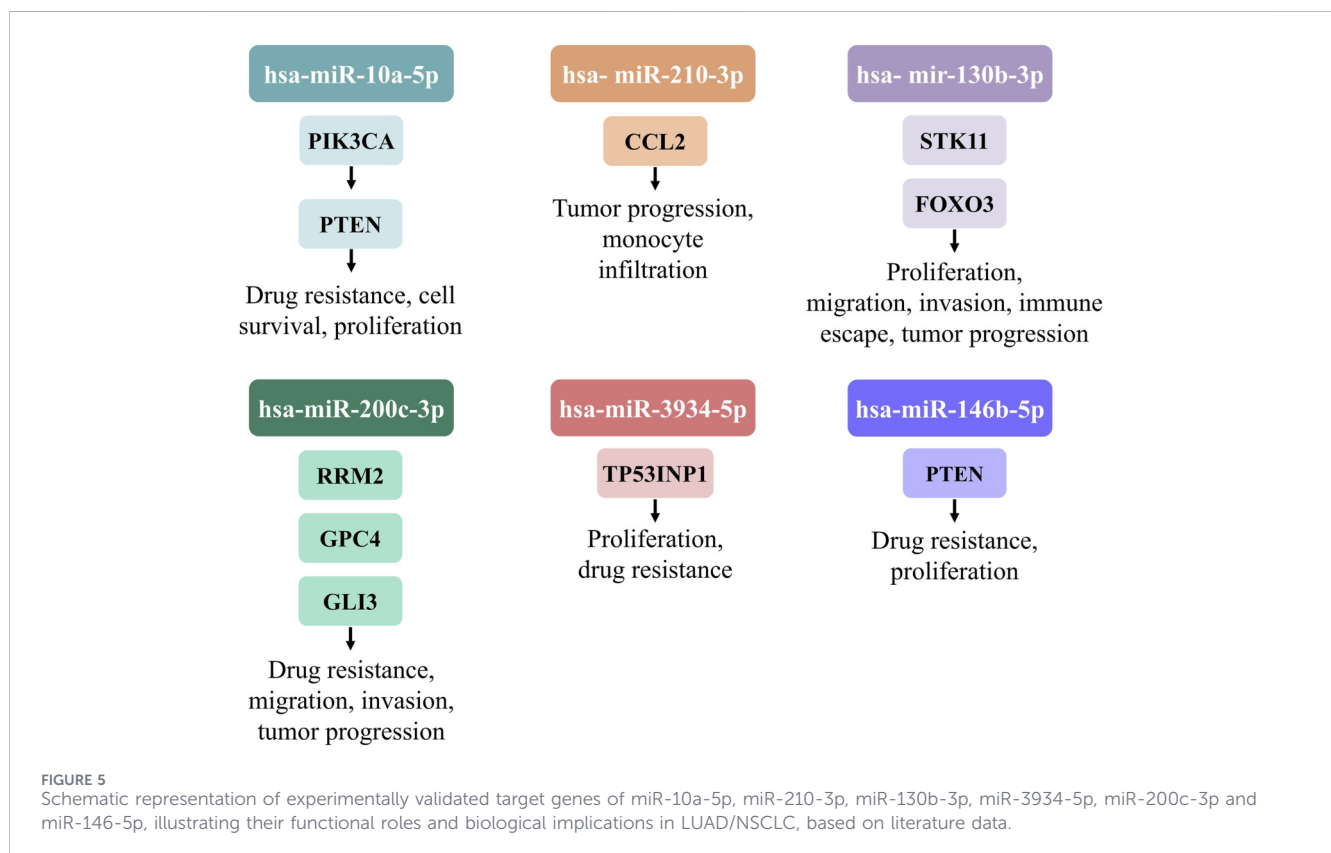 hsa-miR-10a-5p
PIK3CA
PTEN
Drug resistance, cell
survival, proliferation
hsa- miR-210-3p
CCL2
Tumor progression,
monocyte
infiltration
hsa- mir-130b-3p
STK11
FOXO3
Proliferation,
migration, invasion, immune
escape, tumor progression
hsa-miR-200c-3p
RRM2
GPC4
GLI3
Drug resistance,
migration, invasion,
tumor progression
hsa-miR-3934-5p
TP53INP1
Proliferation,
drug resistance
hsa-miR-146b-5p
PTEN
Drug resistance,
proliferation
FIGURE 5
Schematic representation of experimentally validated target genes of miR-10a-5p, miR-210-3p, miR-130b-3p, miR-3934-5p, miR-200c-3p and
miR-146-5p, illustrating their functional roles and biological implications in LUAD/NSCLC, based on literature data.